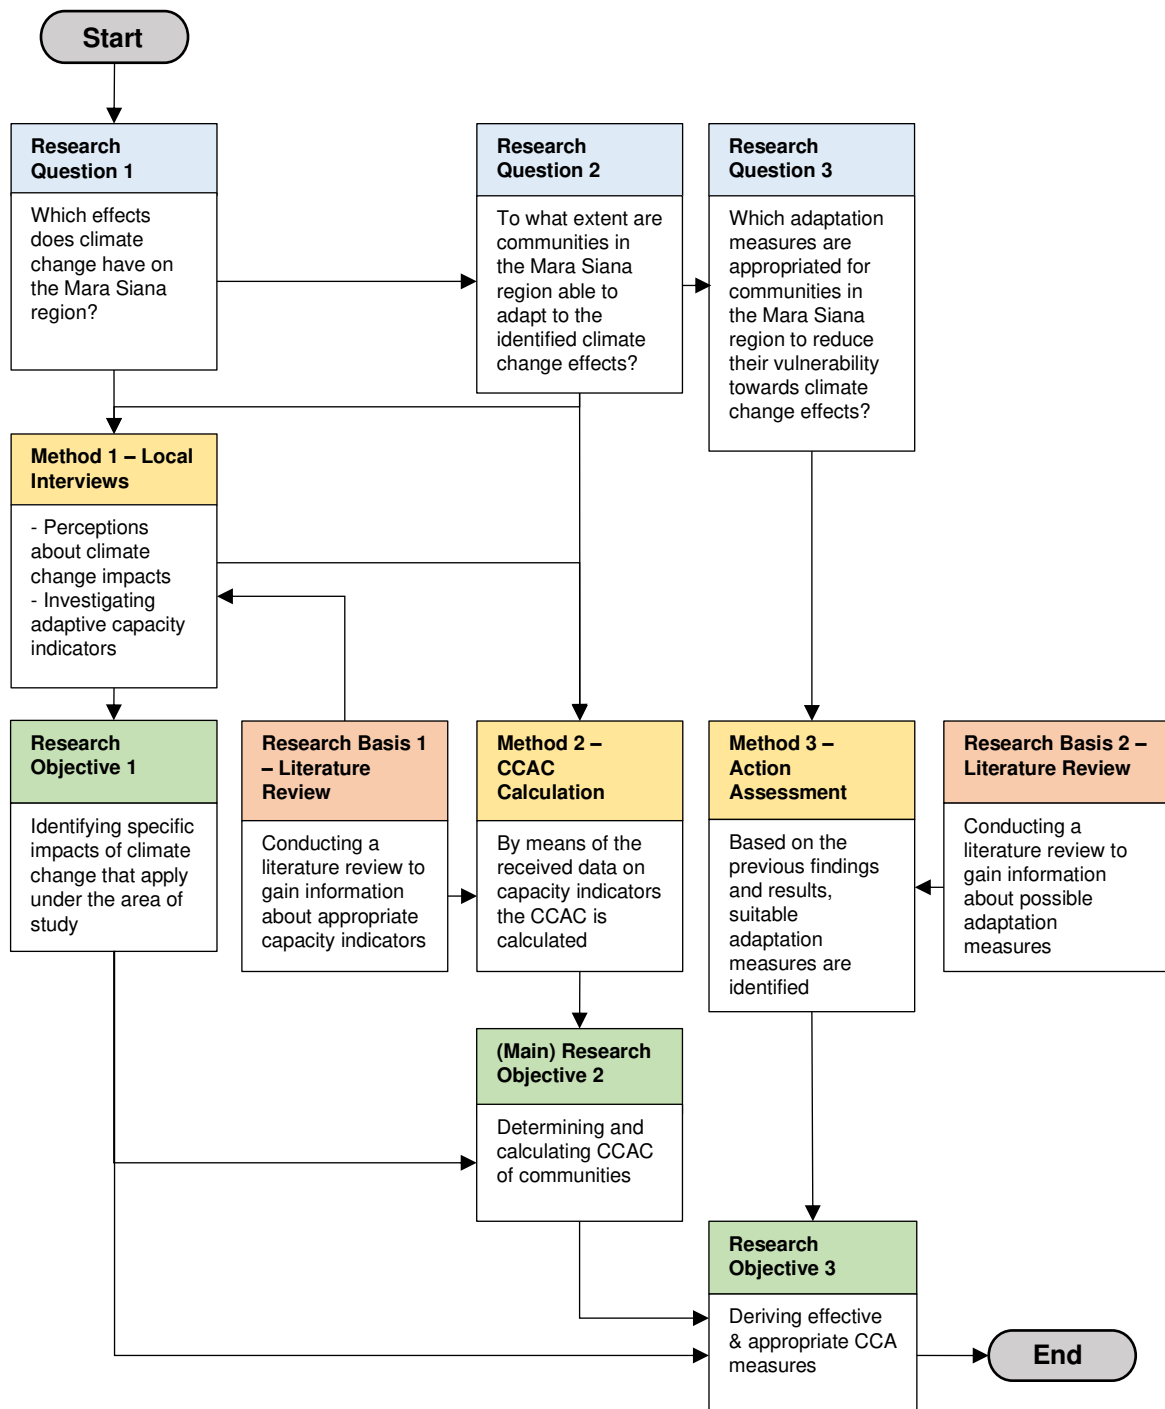 Start
Research
Question 1
Which effects
does climate
change have on
the Mara Siana
region?
Research
Question 2
To what extent are
communities in
the Mara Siana
region able to
adapt to the
identified climate
change effects?
Research
Question 3
Which adaptation
measures are
appropriated for
communities in
the Mara Siana
region to reduce
their vulnerability
towards climate
change effects?
Method 1 – Local
Interviews
- Perceptions
about climate
change impacts
- Investigating
adaptive capacity
indicators
Research
Objective 1
Identifying specific
impacts of climate
change that apply
under the area of
study
Research Basis 1
– Literature
Review
Conducting a
literature review to
gain information
about appropriate
capacity indicators
Method 2 –
CCAC
Calculation
By means of the
received data on
capacity indicators
the CCAC is
calculated
Method 3 –
Action
Assessment
Based on the
previous findings
and results,
suitable
adaptation
measures are
identified
Research Basis 2 –
Literature Review
Conducting a
literature review to
gain information
about possible
adaptation
measures
(Main) Research
Objective 2
Determining and
calculating CCAC
of communities
Research
Objective 3
Deriving effective
& appropriate CCA
measures
End